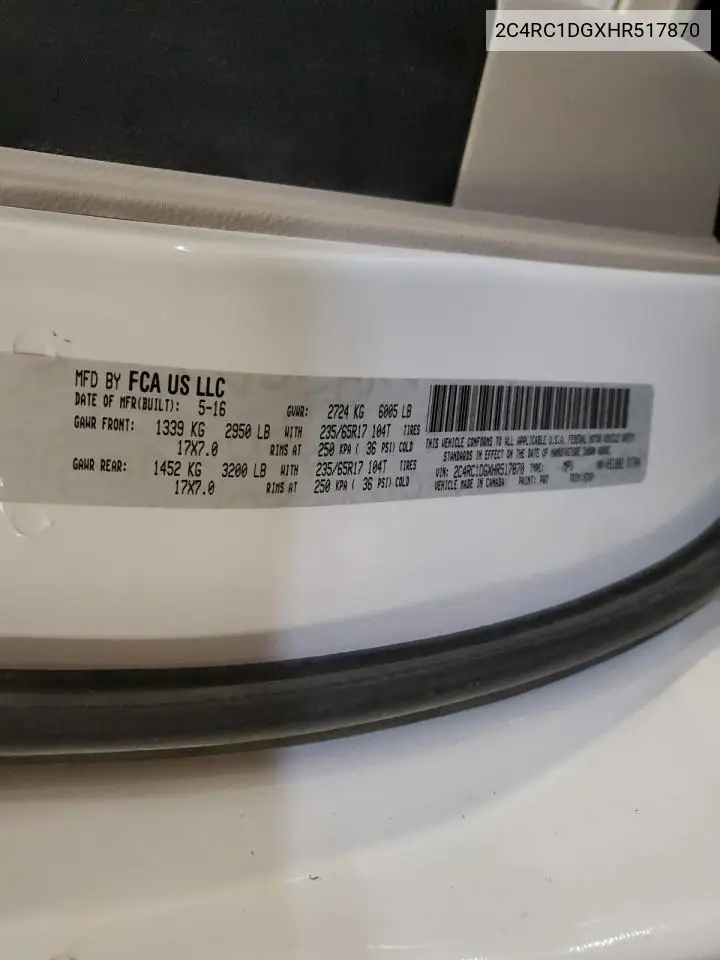 2C4RC1DGXHR517870
MFD BY FCA US LLC
DATE OF MFR(BUILT): 5-16 GVWR: 2724 KG 6005 LB
GAWR FRONT: 1339 KG 2950 LB WITH 235/65R17 104T TIRES
17X7.0 RIMS AT 250 KPA ( 36 PSI) COLD
GAWR REAR: 1452 KG 3200 LB WITH 235/65R17 104T TIRES
17X7.0 RIMS AT 250 KPA ( 36 PSI) COLD
THIS VEHICLE CONFORMS TO ALL APPLICABLE U.S.A. FEDERAL MOTOR VEHICLE SAFETY
STANDARDS IN EFFECT ON THE DATE OF MANUFACTURE SHOWN ABOVE.
VIN: 2C4RC1DGXHR517870 TYPE: MPV
VEHICLE MADE IN CANADA PAINT: PW7 TRIM: